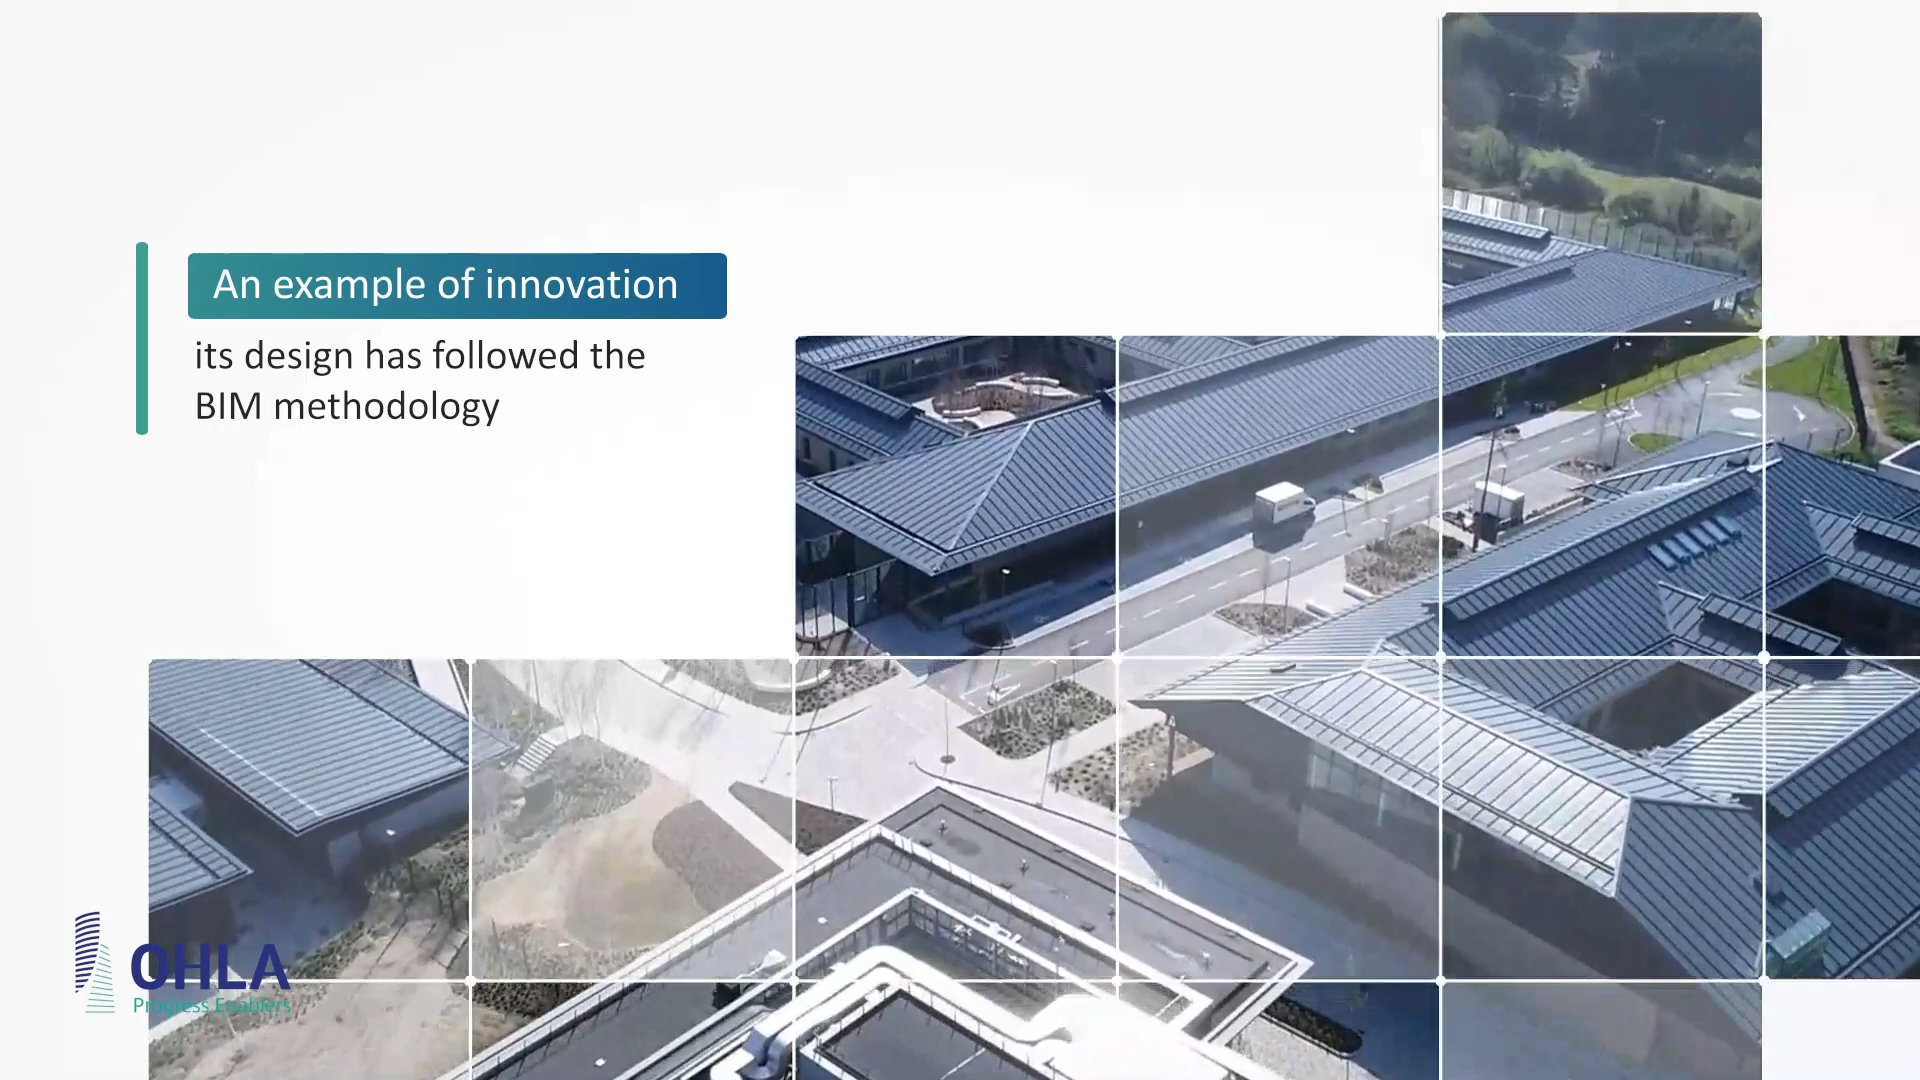 An example of innovation
its design has followed the
BIM methodology
OHLA
Progress Enablers